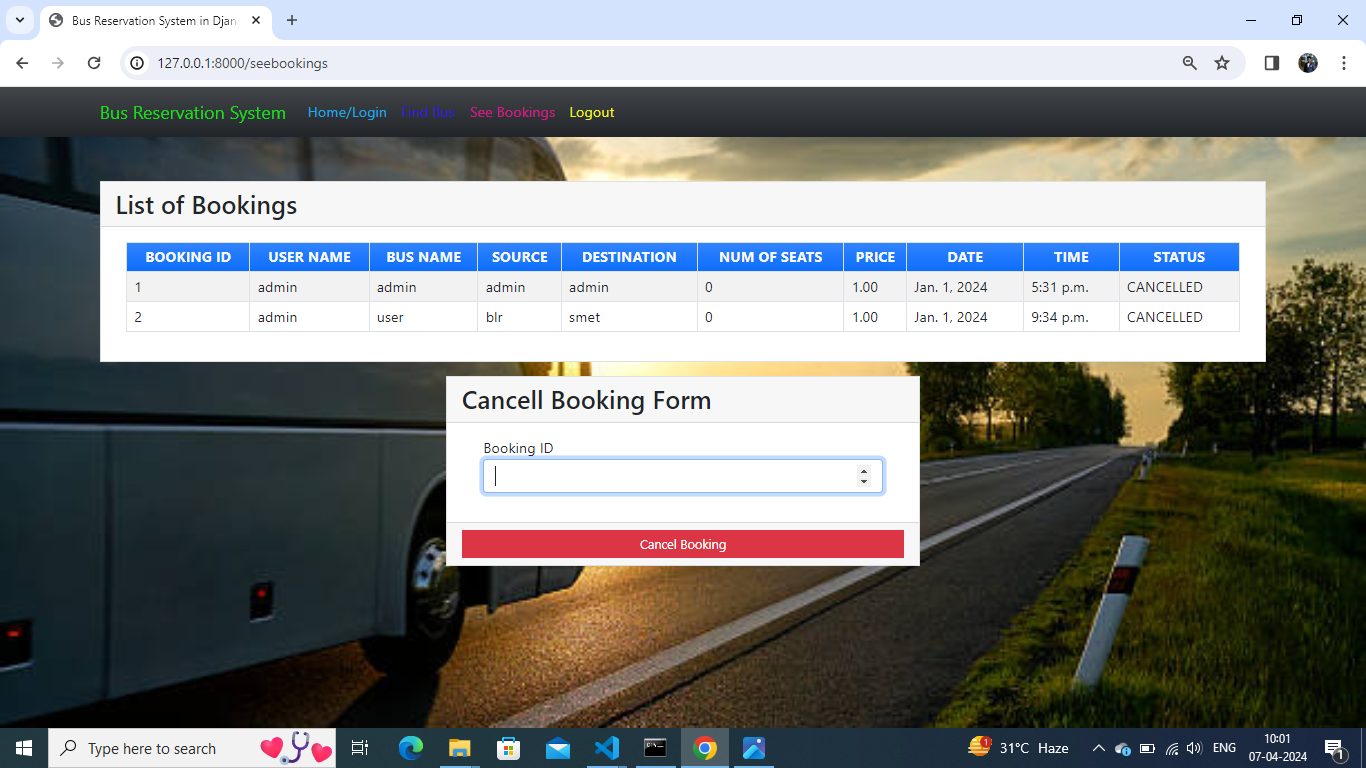 Bus Reservation System in Djan
127.0.0.1:8000/seebookings
Bus Reservation System Home/Login Find Bus See Bookings Logout
List of Bookings
BOOKING ID USER NAME BUS NAME SOURCE DESTINATION NUM OF SEATS PRICE DATE TIME STATUS
1 admin admin admin admin 0 1.00 Jan. 1, 2024 5:31 p.m. CANCELLED
2 admin user blr smet 0 1.00 Jan. 1, 2024 9:34 p.m. CANCELLED
Cancell Booking Form
Booking ID
Cancel Booking
Type here to search
1
31°C Haze
ENG
10:01
07-04-2024
1